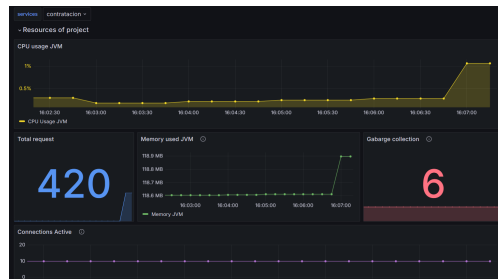 services contratacion
Resources of project
CPU usage JVM
1%
0.5%
16:02:30 16:03:00 16:03:30 16:04:00 16:04:30 16:05:00 16:05:30 16:06:00 16:06:30 16:07:00
CPU Usage JVM
Total request
420
Memory used JVM
118.9 MB
118.8 MB
118.7 MB
118.6 MB
16:03:00 16:04:00 16:05:00 16:06:00 16:07:00
Memory JVM
Gabarge collection
6
Connections Active
20
10
0